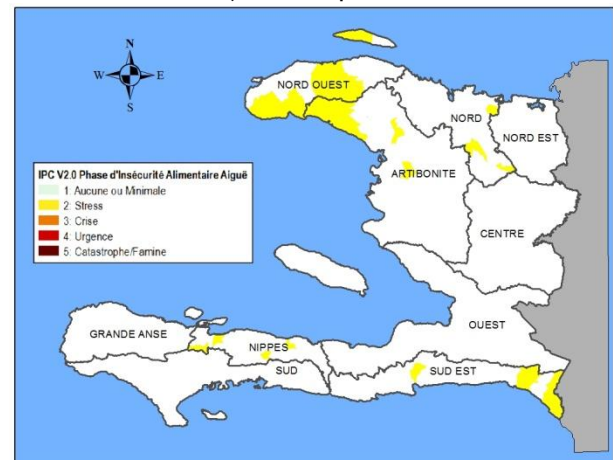 N
W E
S
NORD OUEST
NORD
NORD EST
ARTIBONITE
CENTRE
IPC V2.0 Phase d'Insécurité Alimentaire Aiguë
1: Aucune ou Minimale
2: Stress
3: Crise
4: Urgence
5: Catastrophe/Famine
OUEST
GRANDE ANSE
NIPPES
SUD
SUD EST